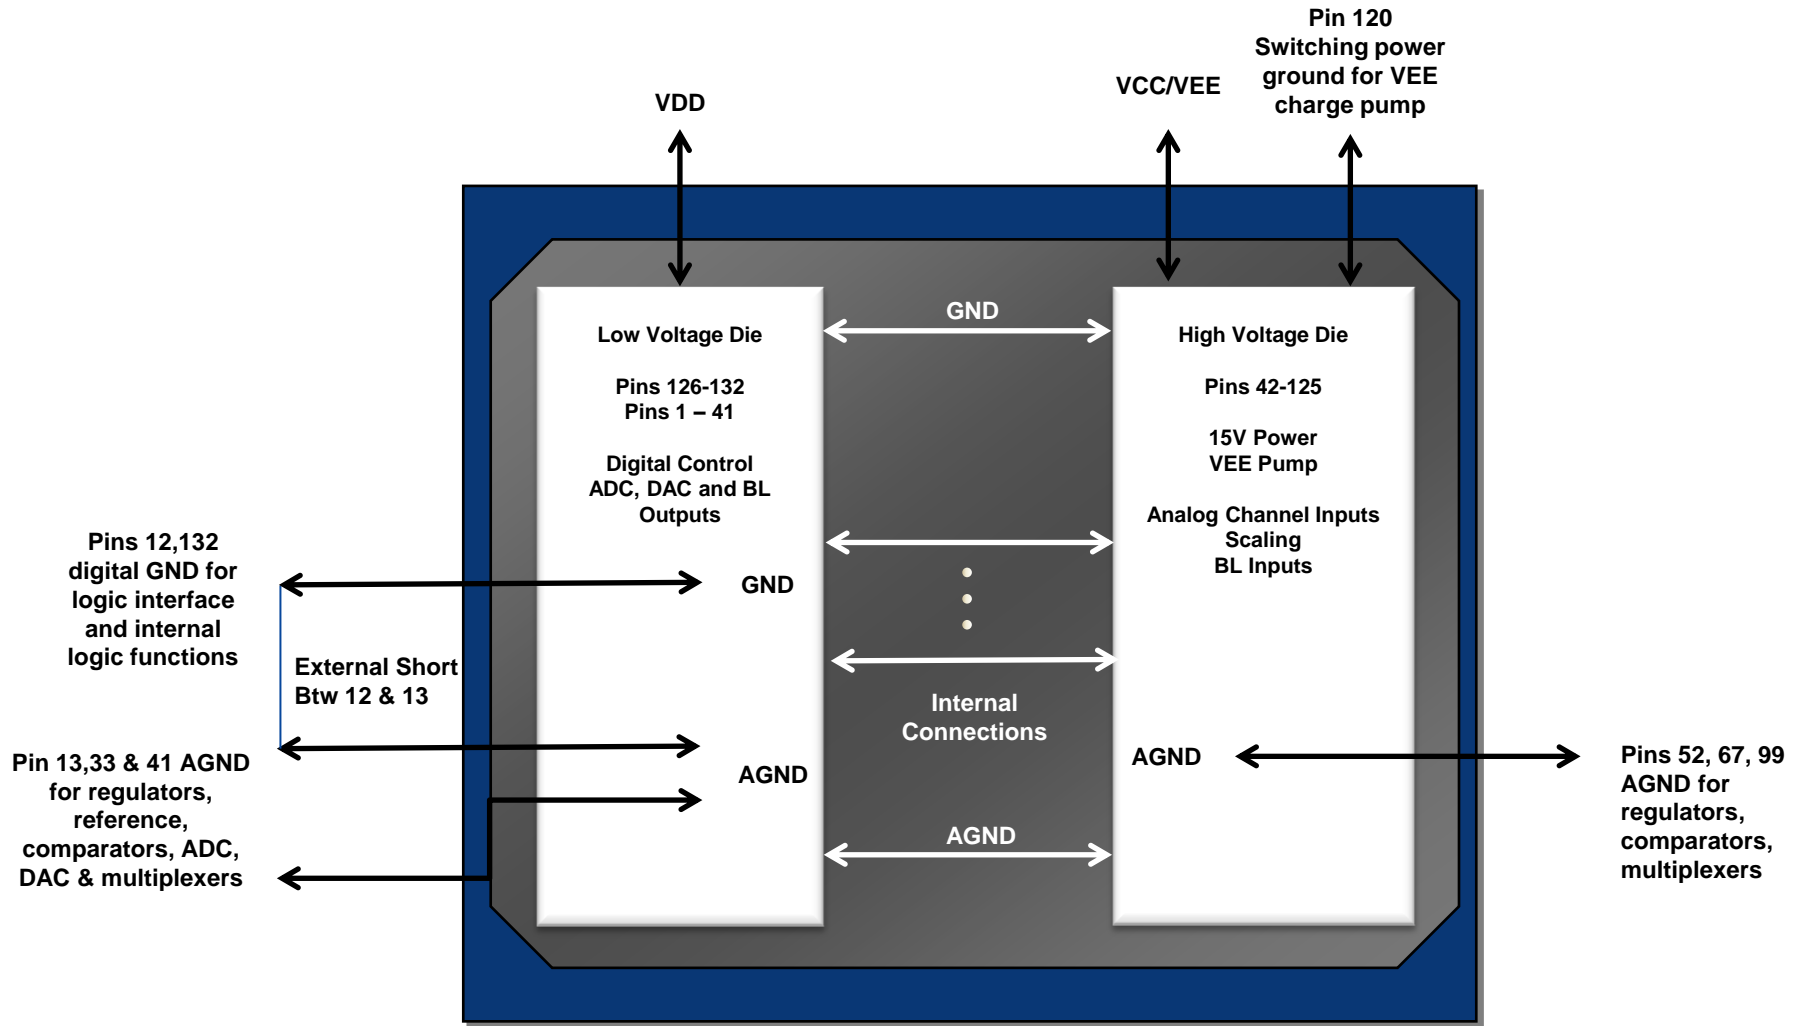 Pin 120
Switching power
ground for VEE
charge pump
VCC/VEE
VDD
GND
Low Voltage Die
Pins 126-132
Pins 1 – 41
Digital Control
ADC, DAC and BL
Outputs
High Voltage Die
Pins 42-125
15V Power
VEE Pump
Analog Channel Inputs
Scaling
BL Inputs
Pins 12,132
digital GND for
logic interface
and internal
logic functions
GND
External Short
Btw 12 & 13
Internal
Connections
Pin 13,33 & 41 AGND
for regulators,
reference,
comparators, ADC,
DAC & multiplexers
AGND
AGND
AGND
Pins 52, 67, 99
AGND for
regulators,
comparators,
multiplexers